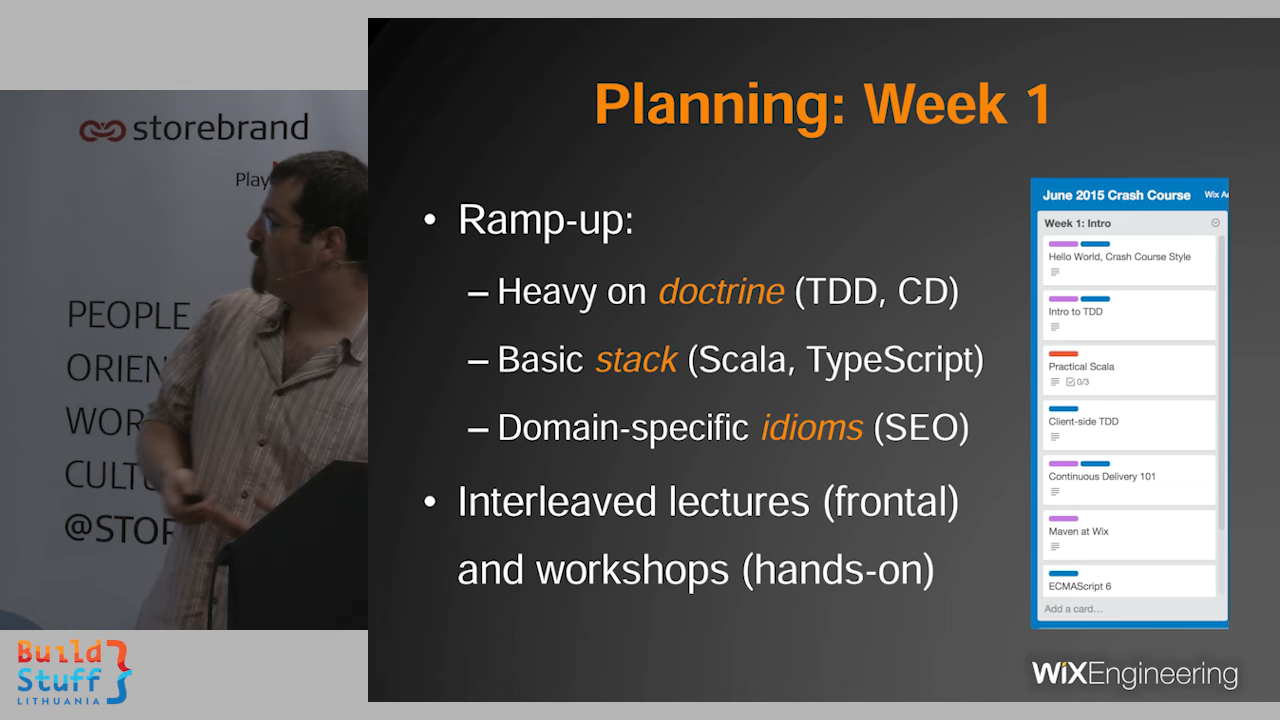 storebrand
Play
PEOPLE
ORIEN
WOR
CULT
@STOR
Build
Stuff
LITHUANIA
Planning: Week 1
• Ramp-up:
– Heavy on doctrine (TDD, CD)
– Basic stack (Scala, TypeScript)
– Domain-specific idioms (SEO)
• Interleaved lectures (frontal)
and workshops (hands-on)
June 2015 Crash Course Wix A
Week 1: Intro
Hello World, Crash Course Style
Intro to TDD
Practical Scala
0/3
Client-side TDD
Continuous Delivery 101
Maven at Wix
ECMAScript 6
Add a card...
WiXEngineering